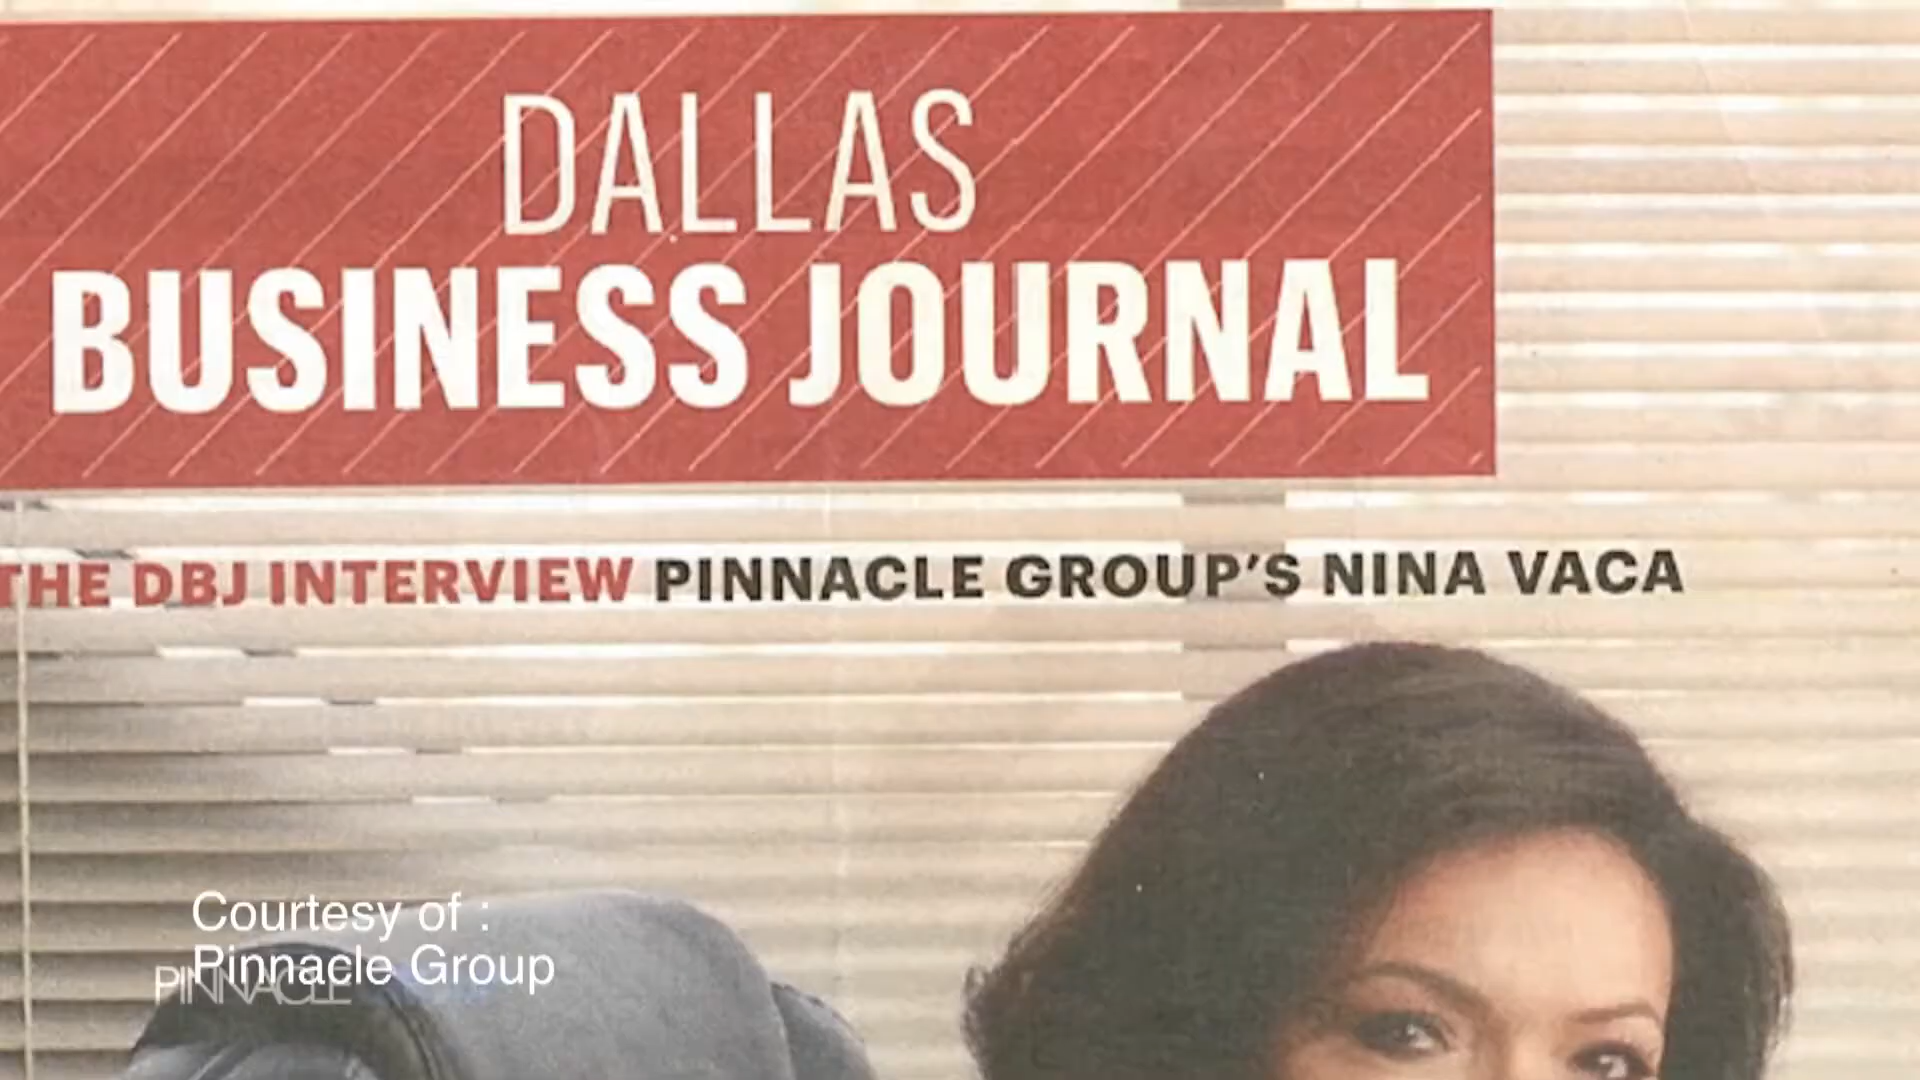 DALLAS
BUSINESS JOURNAL
THE DBJ INTERVIEW PINNACLE GROUP'S NINA VACA
Courtesy of :
Pinnacle Group
PINNACLE